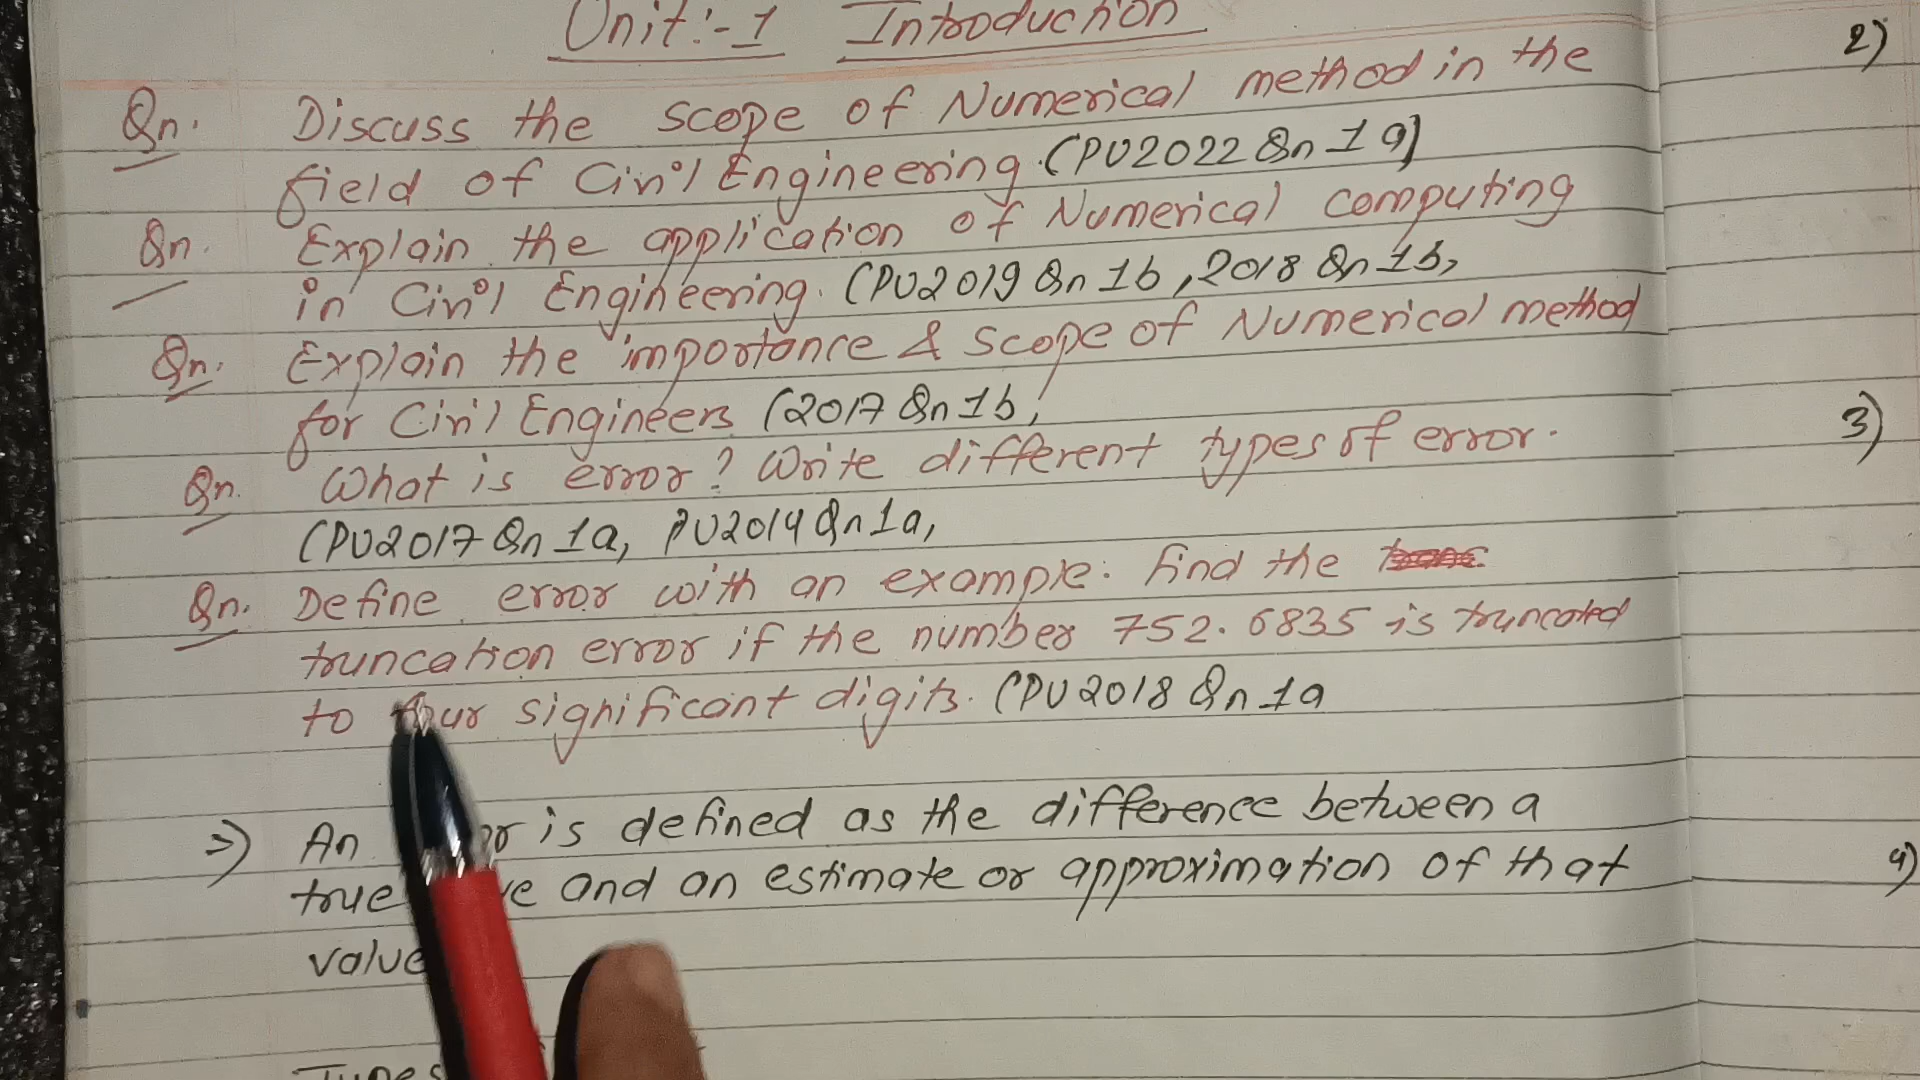 Unit:-1 Introduction
Qn. Discuss the scope of Numerical method in the
field of Civil Engineering. (PU2022 Qn 1a)
Qn. Explain the application of Numerical computing
in Civil Engineering. (PU2019 Qn 1b, 2018 Qn 1b,
Qn. Explain the importance & scope of Numerical method
for Civil Engineers (2017 Qn 1b,
Qn. What is error? Write different types of error.
(PU2017 Qn 1a, PU2014 Qn 1a,
Qn. Define error with an example. Find the
truncation error if the number 752.6835 is truncated
to four significant digits. (PU2018 Qn 1a
=> An is defined as the difference between a
true and an estimate or approximation of that
value
Types
2)
3)
4)